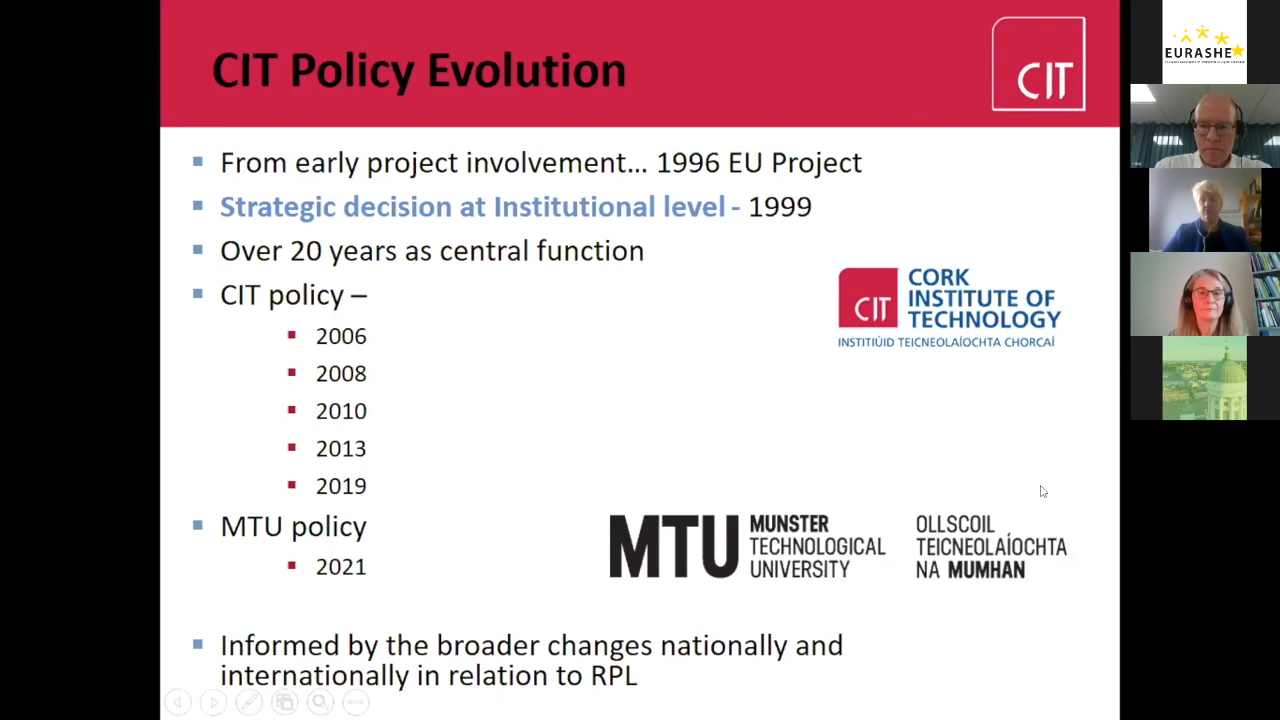 CIT Policy Evolution
CIT
From early project involvement... 1996 EU Project
Strategic decision at Institutional level - 1999
Over 20 years as central function
CIT policy –
2006
2008
2010
2013
2019
CIT
CORK
INSTITUTE OF
TECHNOLOGY
INSTITIÚID TEICNEOLAÍOCHTA CHORCAÍ
MTU policy
2021
MTU
MUNSTER
TECHNOLOGICAL
UNIVERSITY
OLLSCOIL
TEICNEOLAÍOCHTA
NA MUMHAN
Informed by the broader changes nationally and
internationally in relation to RPL
EURASHE